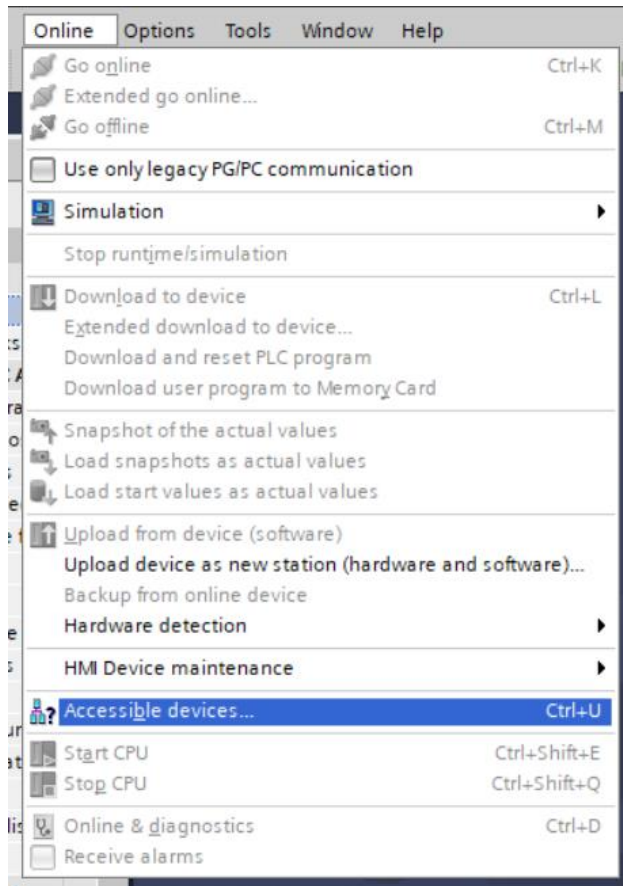 Online Options Tools Window Help
Go online Ctrl+K
Extended go online...
Go offline Ctrl+M
Use only legacy PG/PC communication
Simulation
Stop runtime/simulation
Download to device Ctrl+L
Extended download to device...
Download and reset PLC program
Download user program to Memory Card
Snapshot of the actual values
Load snapshots as actual values
Load start values as actual values
Upload from device (software)
Upload device as new station (hardware and software)...
Backup from online device
Hardware detection
HMI Device maintenance
Accessible devices... Ctrl+U
Start CPU Ctrl+Shift+E
Stop CPU Ctrl+Shift+Q
Online & diagnostics Ctrl+D
Receive alarms